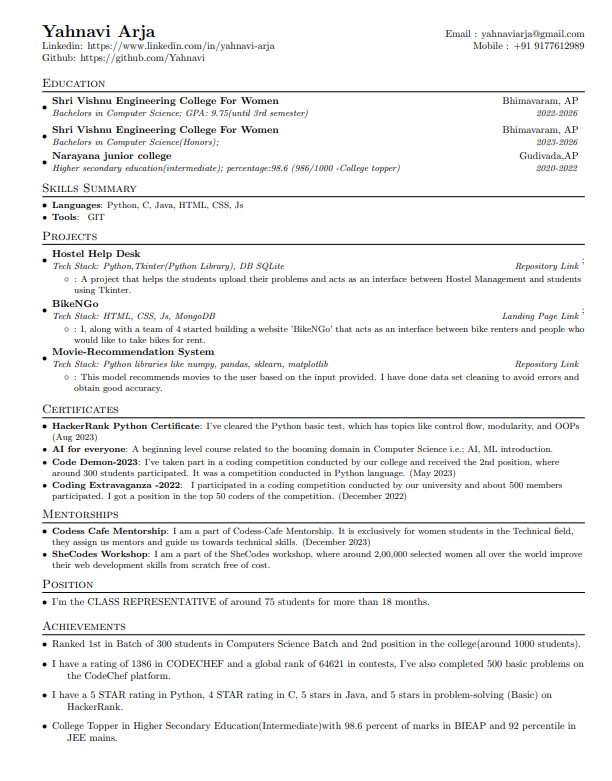 Yahnavi Arja
Email : yahnaviarja@gmail.com
Linkedin: https://www.linkedin.com/in/yahnavi-arja
Mobile : +91 9177612989
Github: https://github.com/Yahnavi
Education
• Shri Vishnu Engineering College For Women Bhimavaram, AP
Bachelors in Computer Science; GPA: 9.75(until 3rd semester) 2022-2026
• Shri Vishnu Engineering College For Women Bhimavaram, AP
Bachelors in Computer Science(Honors); 2023-2026
• Narayana junior college Gudivada,AP
Higher secondary education(intermediate); percentage:98.6 (986/1000 -College topper) 2020-2022
Skills Summary
• Languages: Python, C, Java, HTML, CSS, Js
• Tools: GIT
Projects
• Hostel Help Desk
Tech Stack: Python,Tkinter(Python Library), DB SQLite Repository Link ;
◦ : A project that helps the students upload their problems and acts as an interface between Hostel Management and students
using Tkinter.
• BikeNGo
Tech Stack: HTML, CSS, Js, MongoDB Landing Page Link ;
◦ : I, along with a team of 4 started building a website 'BikeNGo' that acts as an interface between bike renters and people who
would like to take bikes for rent.
• Movie-Recommendation System
Tech Stack: Python libraries like numpy, pandas, sklearn, matplotlib Repository Link
◦ : This model recommends movies to the user based on the input provided. I have done data set cleaning to avoid errors and
obtain good accuracy.
Certificates
• HackerRank Python Certificate: I've cleared the Python basic test, which has topics like control flow, modularity, and OOPs
(Aug 2023)
• AI for everyone: A beginning level course related to the booming domain in Computer Science i.e.; AI, ML introduction.
• Code Demon-2023: I've taken part in a coding competition conducted by our college and received the 2nd position, where
around 300 students participated. It was a competition conducted in Python language. (May 2023)
• Coding Extravaganza -2022: I participated in a coding competition conducted by our university and about 500 members
participated. I got a position in the top 50 coders of the competition. (December 2022)
Mentorships
• Codess Cafe Mentorship: I am a part of Codess-Cafe Mentorship. It is exclusively for women students in the Technical field,
they assign us mentors and guide us towards technical skills. (December 2023)
• SheCodes Workshop: I am a part of the SheCodes workshop, where around 2,00,000 selected women all over the world improve
their web development skills from scratch free of cost.
Position
• I'm the CLASS REPRESENTATIVE of around 75 students for more than 18 months.
Achievements
• Ranked 1st in Batch of 300 students in Computers Science Batch and 2nd position in the college(around 1000 students).
• I have a rating of 1386 in CODECHEF and a global rank of 64621 in contests, I've also completed 500 basic problems on
the CodeChef platform.
• I have a 5 STAR rating in Python, 4 STAR rating in C, 5 stars in Java, and 5 stars in problem-solving (Basic) on
HackerRank.
• College Topper in Higher Secondary Education(Intermediate)with 98.6 percent of marks in BIEAP and 92 percentile in
JEE mains.